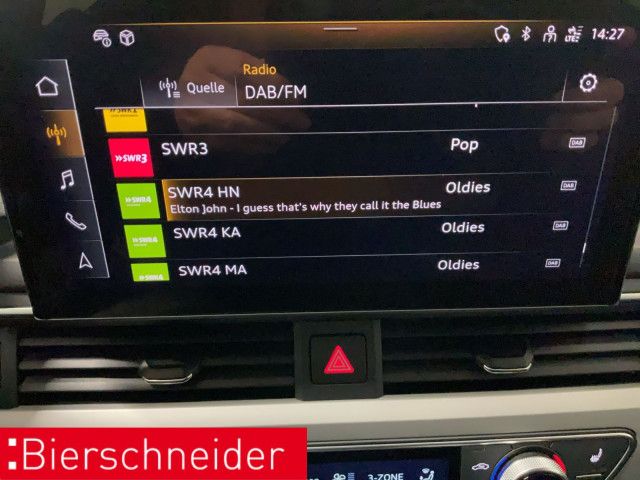 14:27
Radio
Quelle
DAB/FM
SWR3 Pop DAB
»SWR3
SWR4 HN Oldies DAB
Elton John - I guess that's why they call it the Blues
»SWR4
SWR4 KA Oldies DAB
»SWR4
SWR4 MA Oldies DAB
»SWR4
Bierschneider
3-ZONE